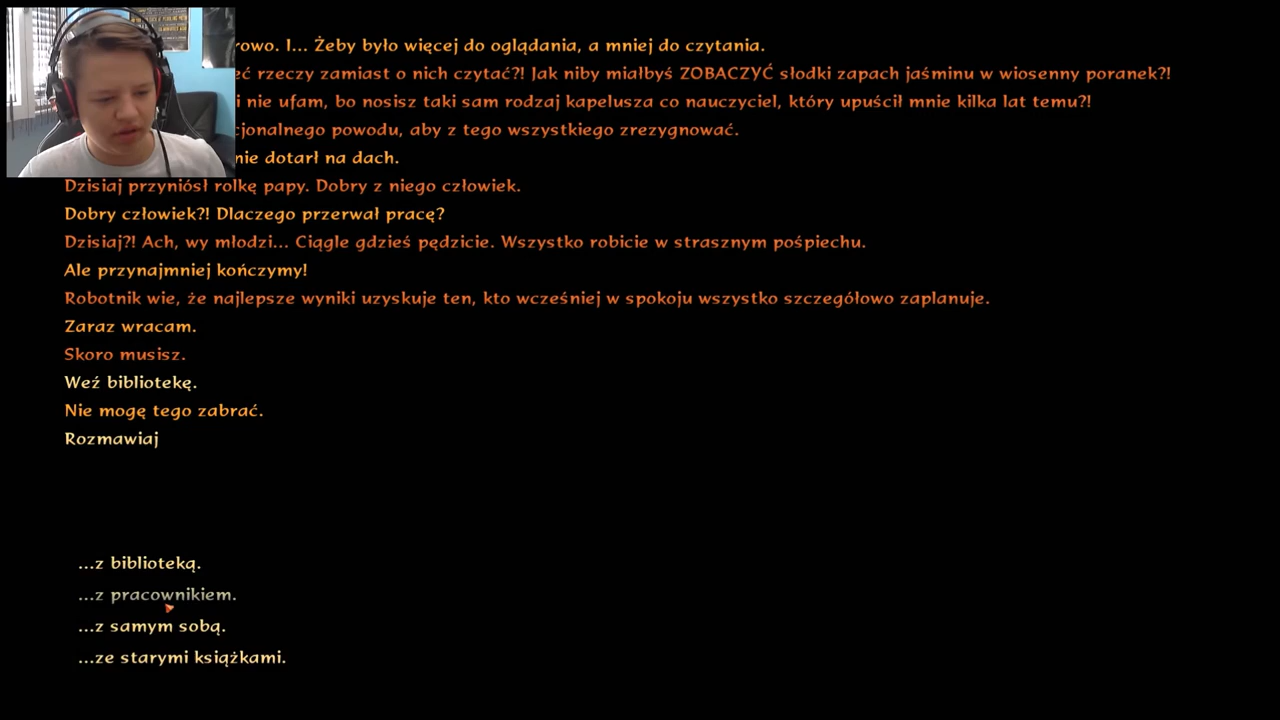 rowo. I... Żeby było więcej do oglądania, a mniej do czytania.
eć rzeczy zamiast o nich czytać?! Jak niby miałbyś ZOBACZYĆ słodki zapach jaśminu w wiosenny poranek?!
i nie ufam, bo nosisz taki sam rodzaj kapelusza co nauczyciel, który upuścił mnie kilka lat temu?!
cjonalnego powodu, aby z tego wszystkiego zrezygnować.
nie dotarł na dach.
Dzisiaj przyniósł rolkę papy. Dobry z niego człowiek.
Dobry człowiek?! Dlaczego przerwał pracę?
Dzisiaj?! Ach, wy młodzi... Ciągle gdzieś pędzicie. Wszystko robicie w strasznym pośpiechu.
Ale przynajmniej kończymy!
Robotnik wie, że najlepsze wyniki uzyskuje ten, kto wcześniej w spokoju wszystko szczegółowo zaplanuje.
Zaraz wracam.
Skoro musisz.
Weź bibliotekę.
Nie mogę tego zabrać.
Rozmawiaj
...z biblioteką.
...z pracownikiem.
...z samym sobą.
...ze starymi książkami.